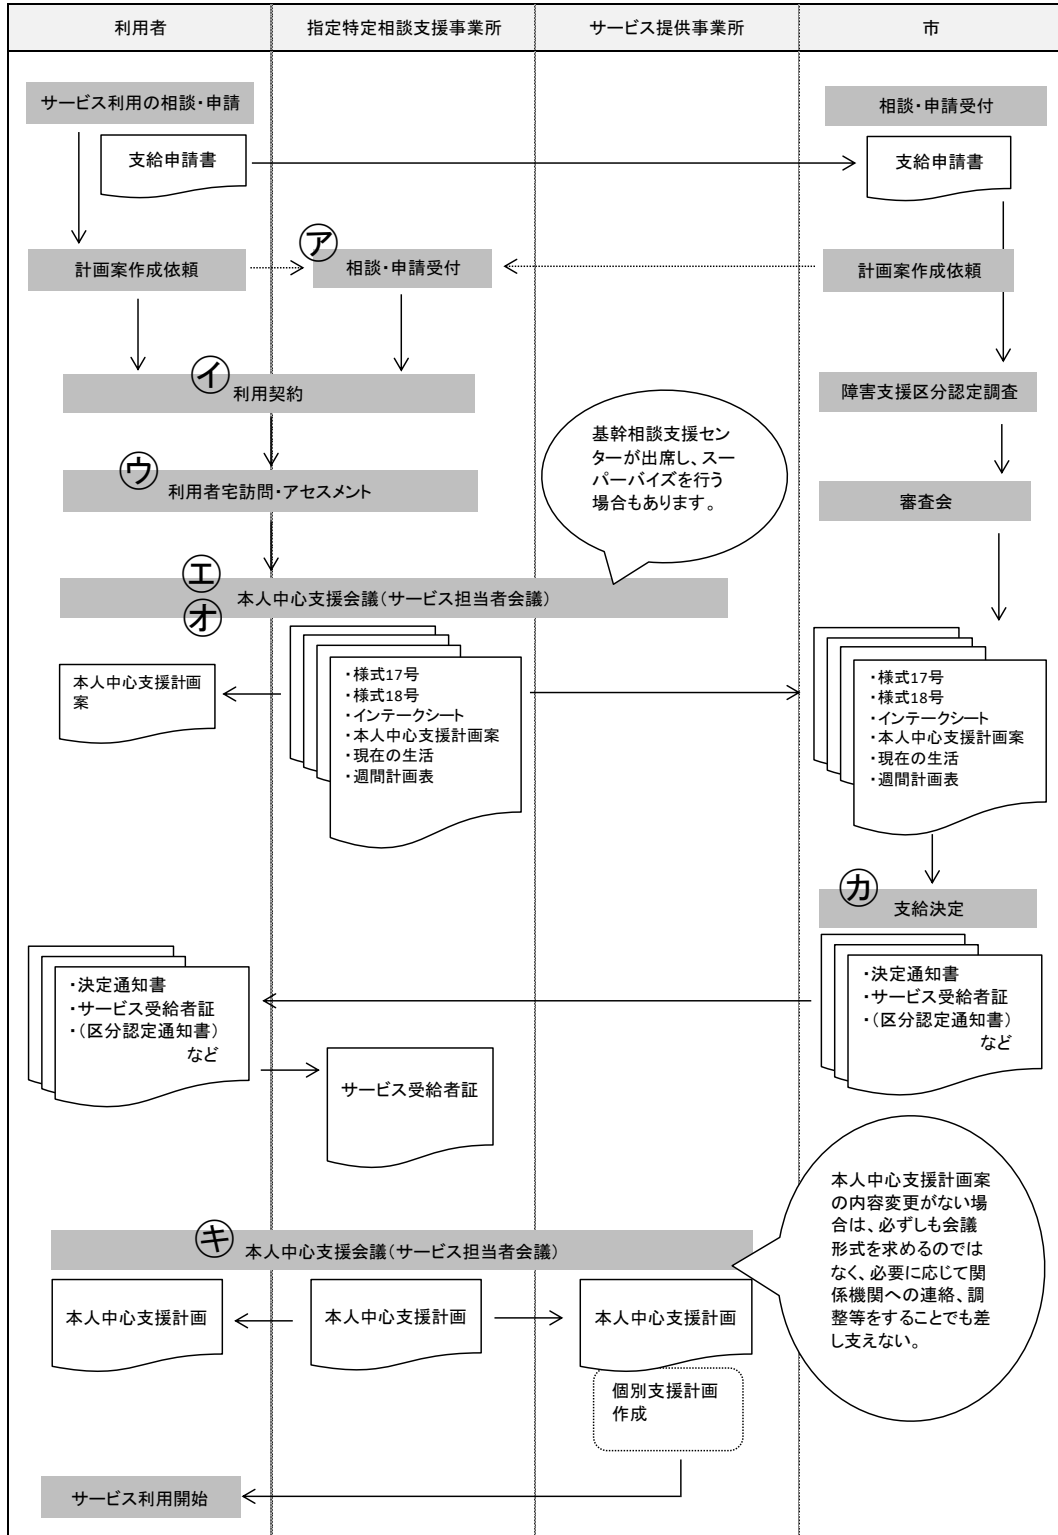 利用者
指定特定相談支援事業所
サービス提供事業所
市
サービス利用の相談・申請
相談・申請受付
支給申請書
支給申請書
㋐
計画案作成依頼
相談・申請受付
計画案作成依頼
㋑
利用契約
障害支援区分認定調査
基幹相談支援セン
ターが出席し、スー
パーバイズを行う
場合もあります。
㋒
利用者宅訪問・アセスメント
審査会
㋓
㋔
本人中心支援会議（サービス担当者会議）
本人中心支援計画
案
・様式17号
・様式18号
・インテークシート
・本人中心支援計画案
・現在の生活
・週間計画表
・様式17号
・様式18号
・インテークシート
・本人中心支援計画案
・現在の生活
・週間計画表
㋕
支給決定
・決定通知書
・サービス受給者証
・（区分認定通知書）
など
・決定通知書
・サービス受給者証
・（区分認定通知書）
など
サービス受給者証
本人中心支援計画案
の内容変更がない場
合は、必ずしも会議
形式を求めるのでは
なく、必要に応じて関
係機関への連絡、調
整等をすることでも差
し支えない。
㋖
本人中心支援会議（サービス担当者会議）
本人中心支援計画
本人中心支援計画
本人中心支援計画
個別支援計画
作成
サービス利用開始